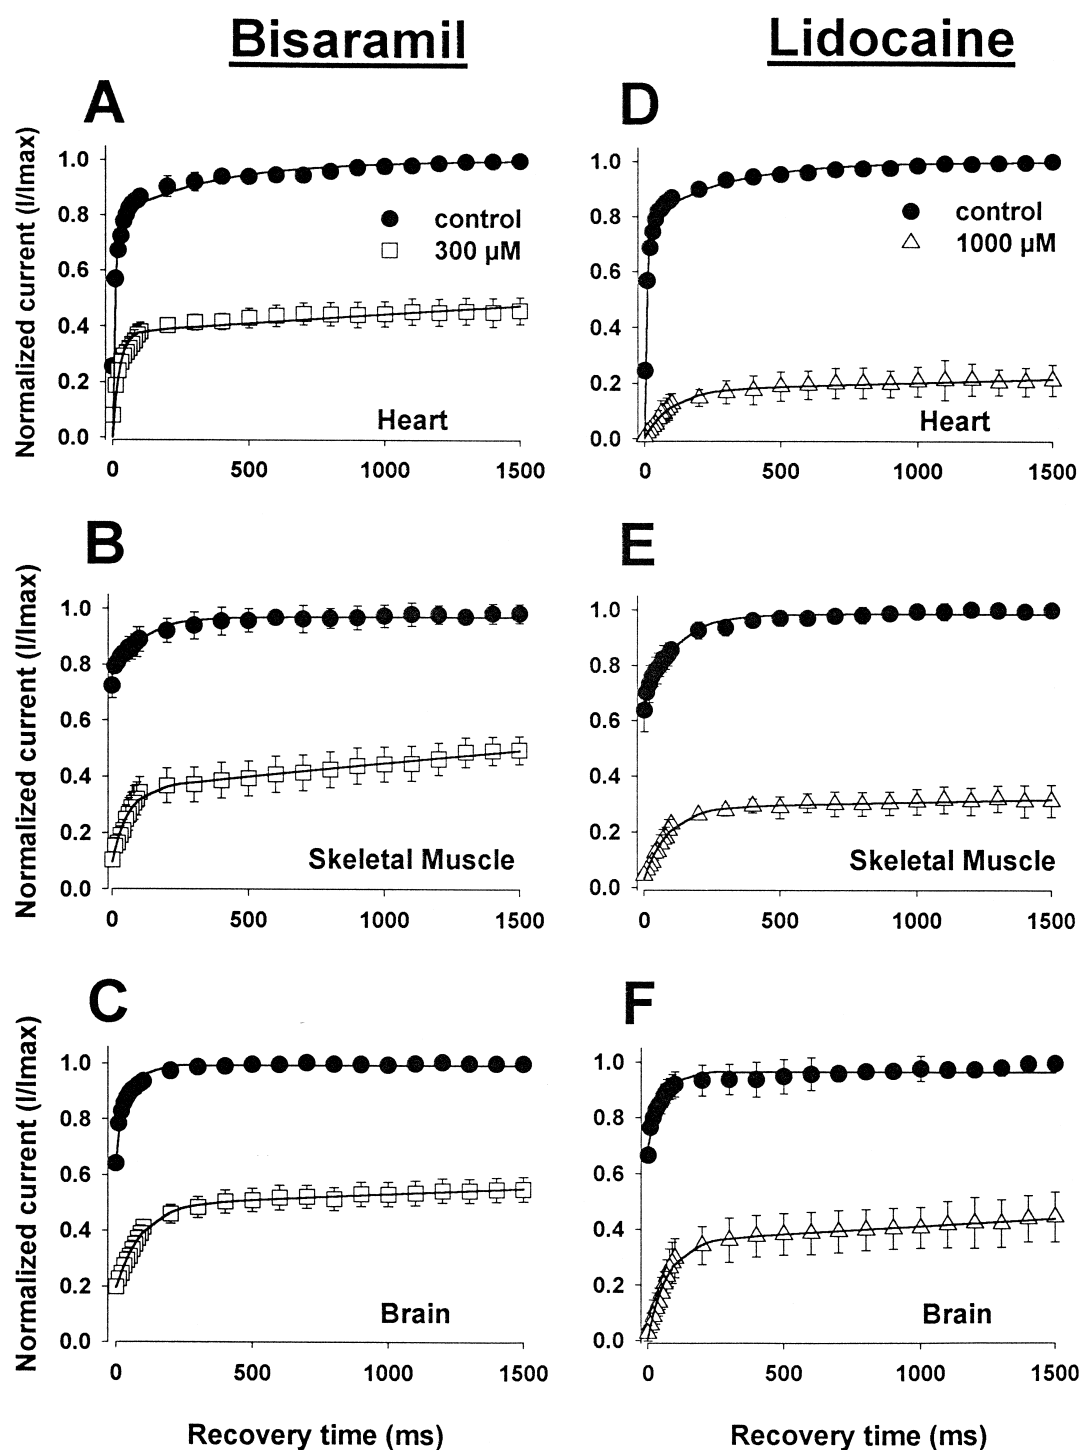 Bisaramil
Lidocaine
A
Normalized current (I/Imax)
1.0
0.8
0.6
0.4
0.2
0.0
control
300 µM
Heart
0 500 1000 1500
D
1.0
0.8
0.6
0.4
0.2
0.0
control
1000 µM
Heart
0 500 1000 1500
B
Normalized current (I/Imax)
1.0
0.8
0.6
0.4
0.2
0.0
Skeletal Muscle
0 500 1000 1500
E
1.0
0.8
0.6
0.4
0.2
0.0
Skeletal Muscle
0 500 1000 1500
C
Normalized current (I/Imax)
1.0
0.8
0.6
0.4
0.2
0.0
Brain
0 500 1000 1500
Recovery time (ms)
F
1.0
0.8
0.6
0.4
0.2
0.0
Brain
0 500 1000 1500
Recovery time (ms)